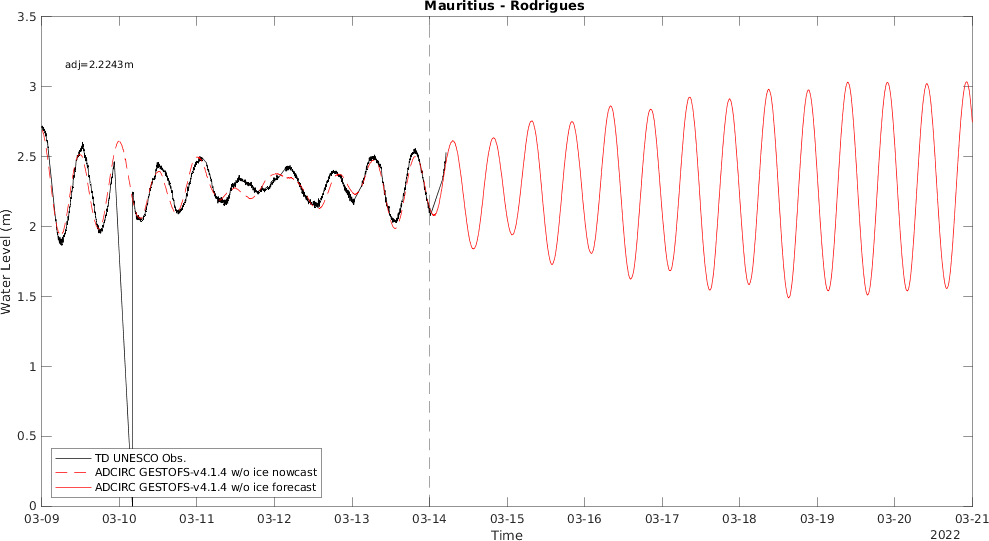 Mauritius - Rodrigues
3.5
adj=2.2243m
3
2.5
2
1.5
1
0.5
0
Water Level (m)
TD UNESCO Obs.
ADCIRC GESTOFS-v4.1.4 w/o ice nowcast
ADCIRC GESTOFS-v4.1.4 w/o ice forecast
03-09 03-10 03-11 03-12 03-13 03-14 03-15 03-16 03-17 03-18 03-19 03-20 03-21
Time
2022